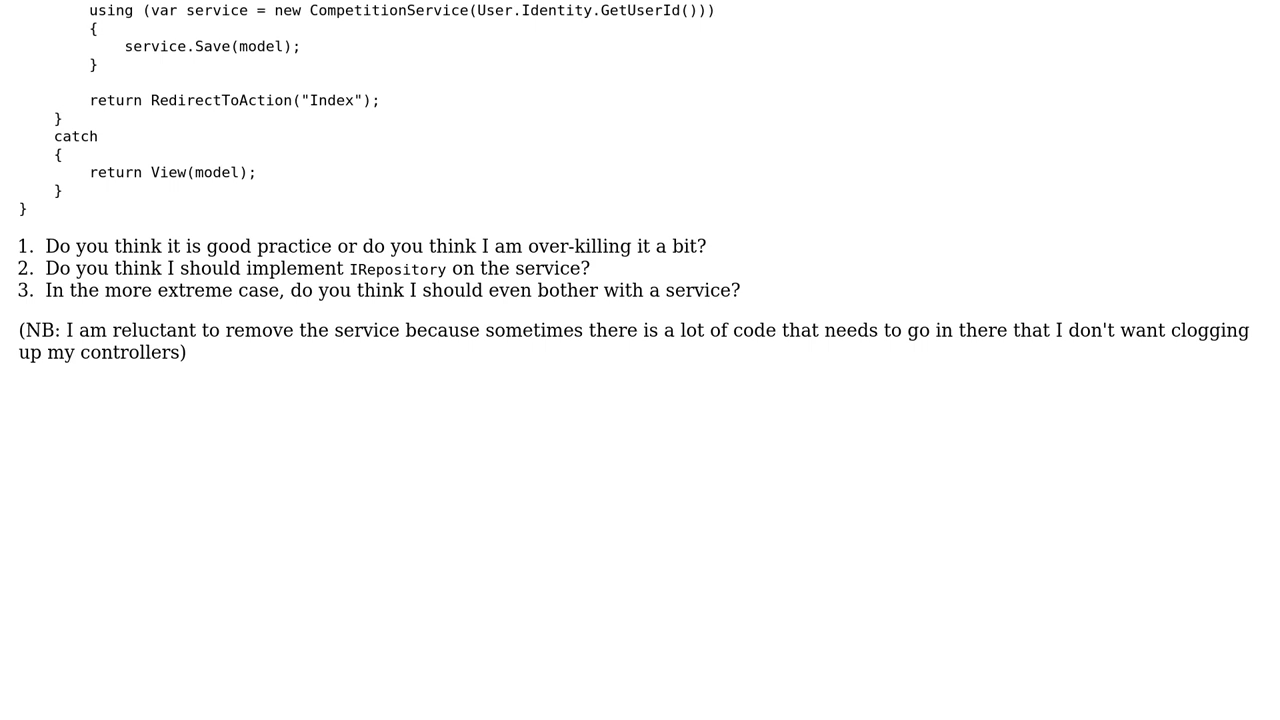 using (var service = new CompetitionService(User.Identity.GetUserId()))
        {
            service.Save(model);
        }

        return RedirectToAction("Index");
    }
    catch
    {
        return View(model);
    }
}
1. Do you think it is good practice or do you think I am over-killing it a bit?
2. Do you think I should implement IRepository on the service?
3. In the more extreme case, do you think I should even bother with a service?
(NB: I am reluctant to remove the service because sometimes there is a lot of code that needs to go in there that I don't want clogging
up my controllers)